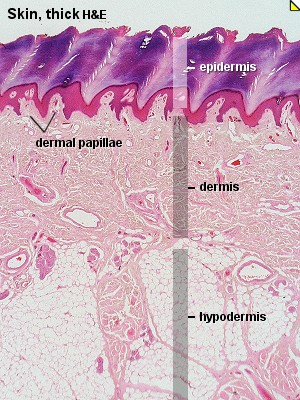 Skin, thick H&E
epidermis
dermal papillae
dermis
hypodermis